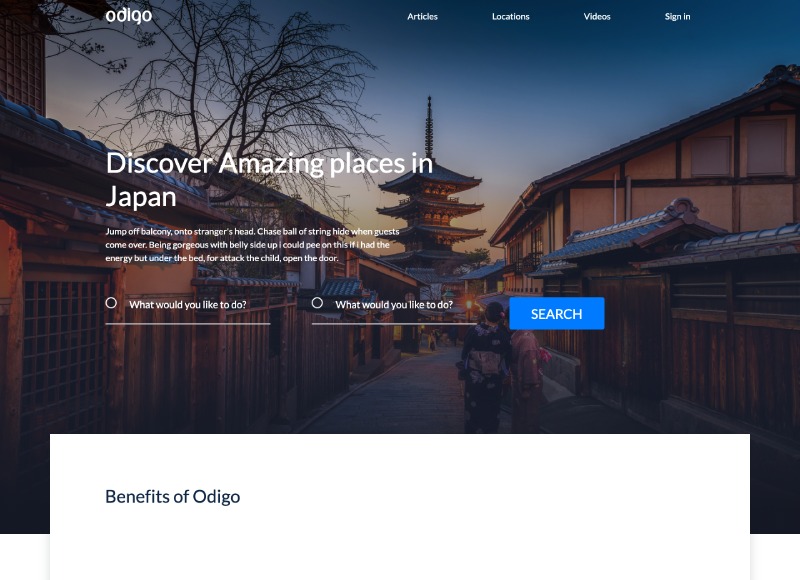 odigo
Articles
Locations
Videos
Sign in
Discover Amazing places in
Japan
Jump off balcony, onto stranger's head. Chase ball of string hide when guests
come over. Being gorgeous with belly side up i could pee on this if i had the
energy but under the bed, for attack the child, open the door.
What would you like to do?
What would you like to do?
SEARCH
Benefits of Odigo